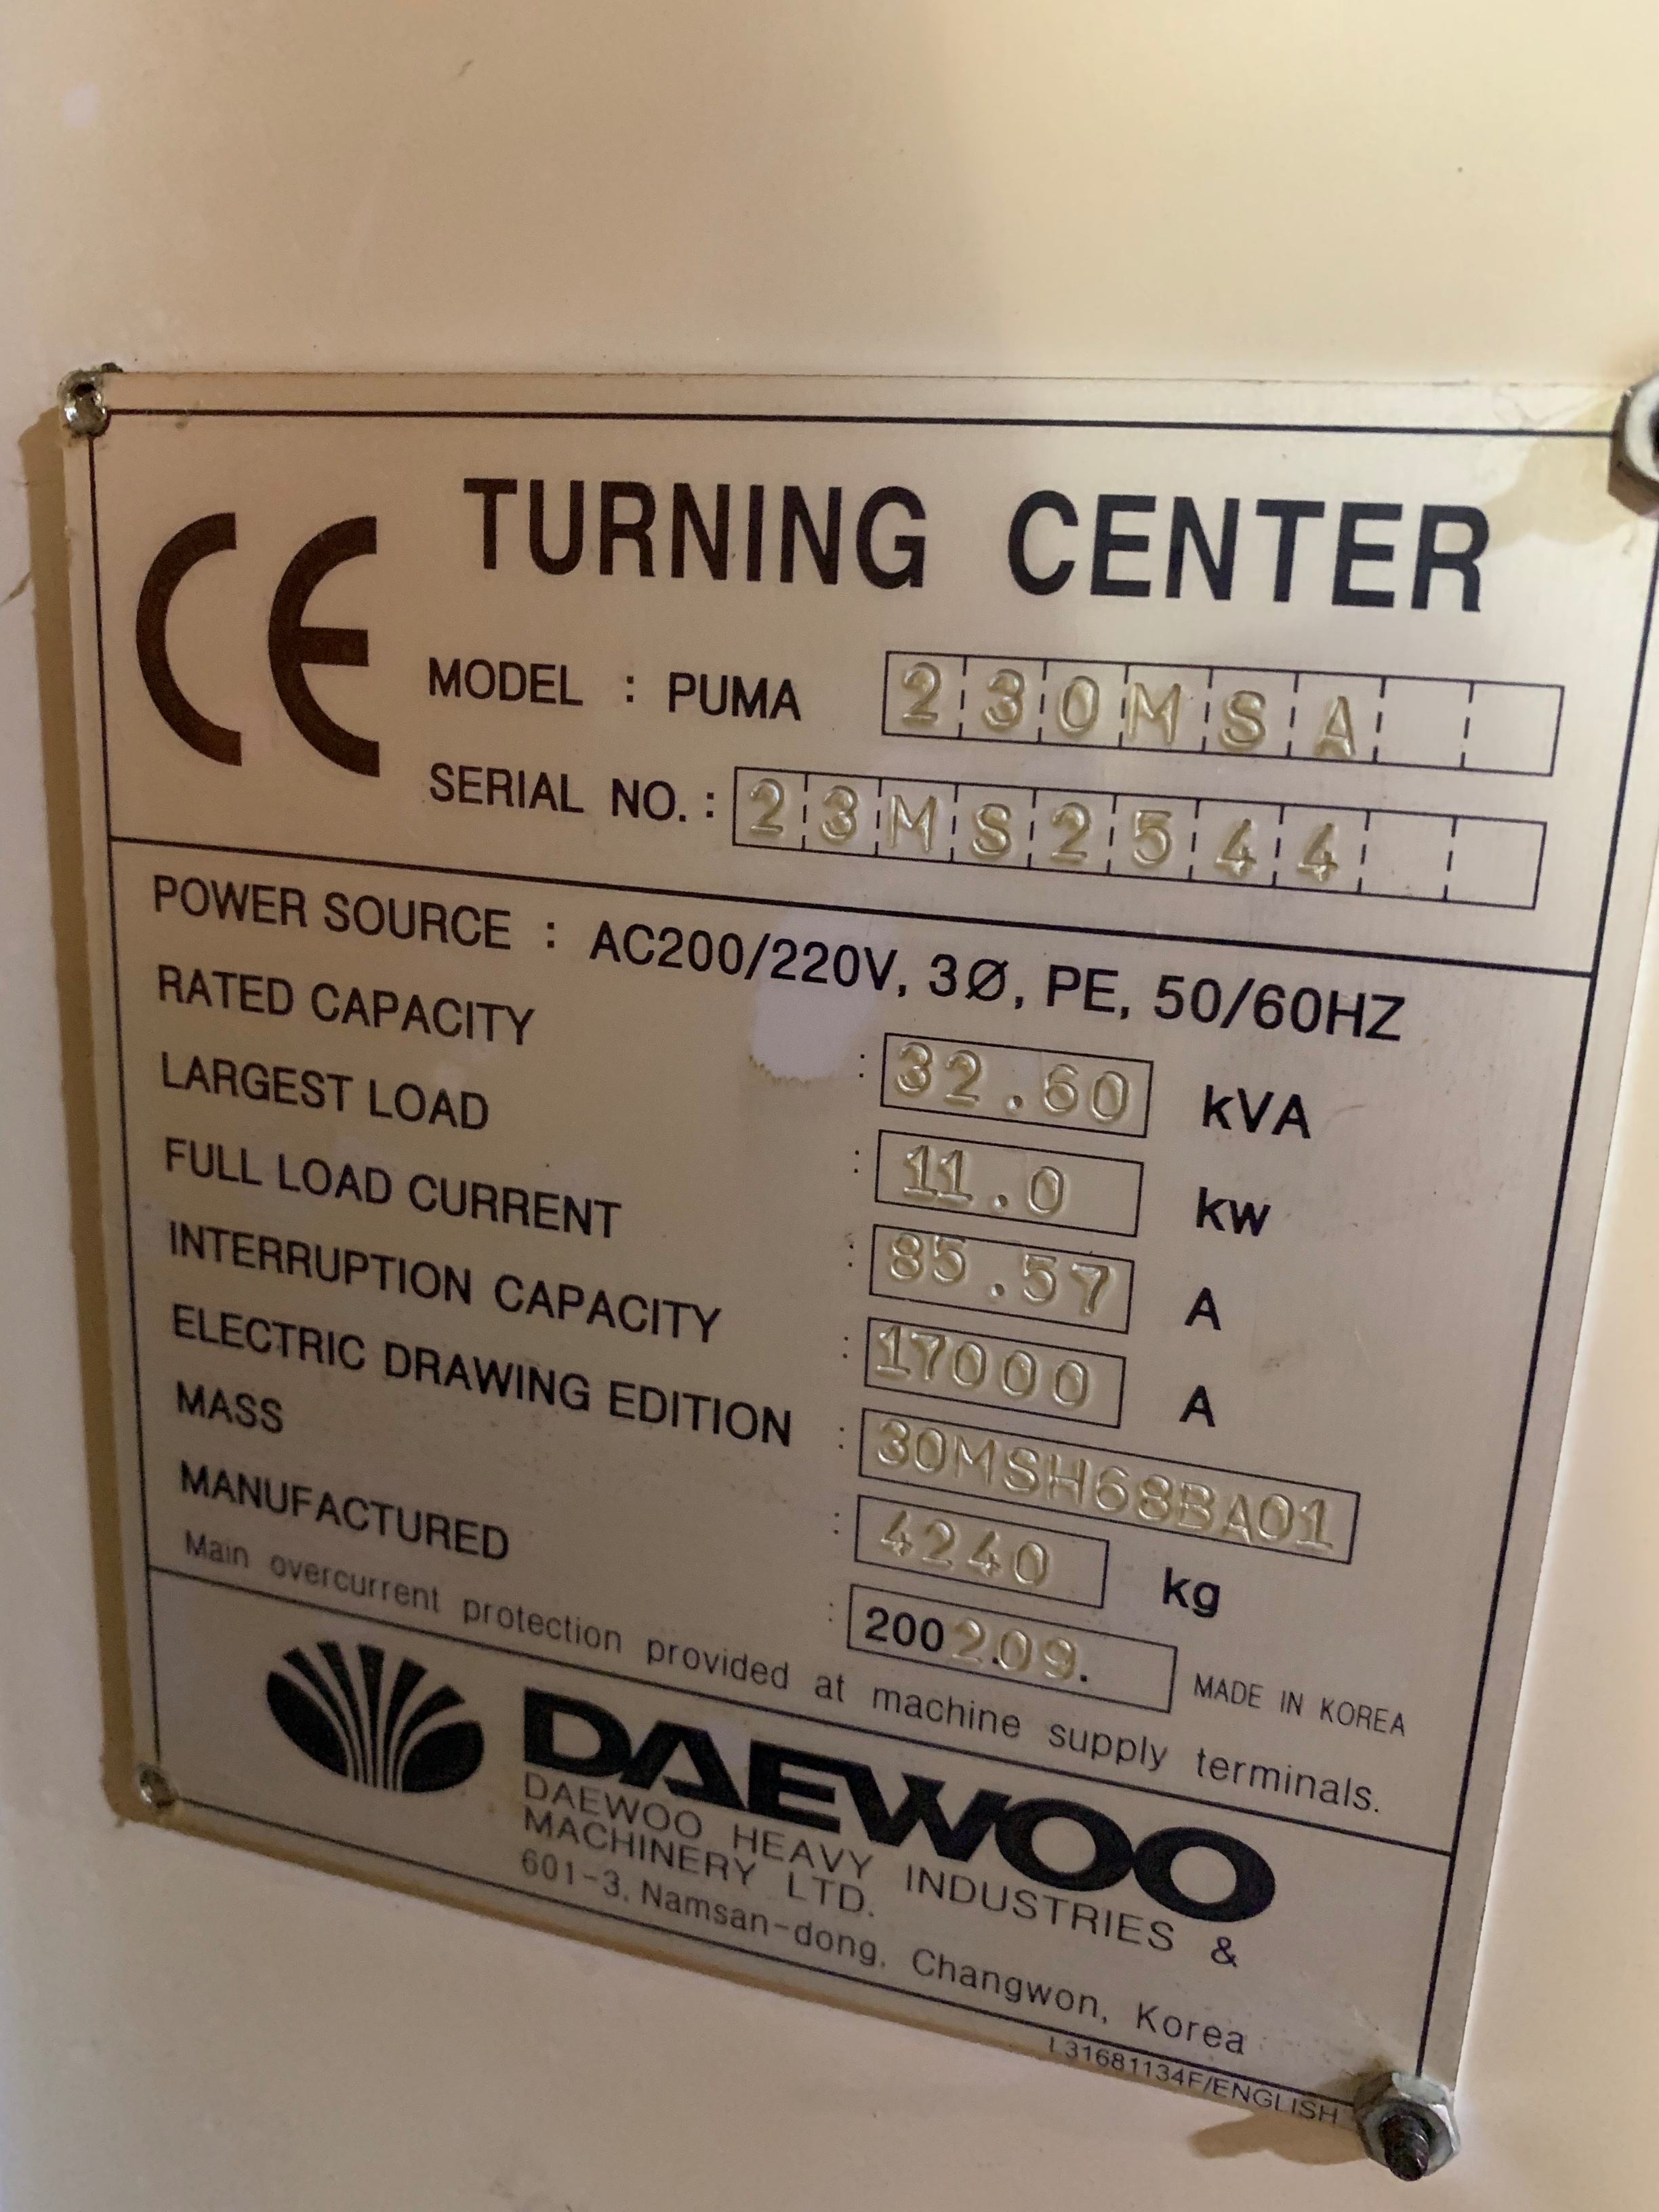 CE
TURNING CENTER
MODEL : PUMA 230MSA
SERIAL NO. : 23MS2544
POWER SOURCE : AC200/220V, 3Ø, PE, 50/60HZ
RATED CAPACITY : 32.60 kVA
LARGEST LOAD : 11.0 kw
FULL LOAD CURRENT : 85.57 A
INTERRUPTION CAPACITY : 17000 A
ELECTRIC DRAWING EDITION : 30MSH68BA01
MASS : 4240 kg
MANUFACTURED : 2002.09. MADE IN KOREA
Main overcurrent protection provided at machine supply terminals.
DAEWOO
DAEWOO HEAVY INDUSTRIES &
MACHINERY LTD.
601-3, Namsan-dong, Changwon, Korea
L31681134F/ENGLISH